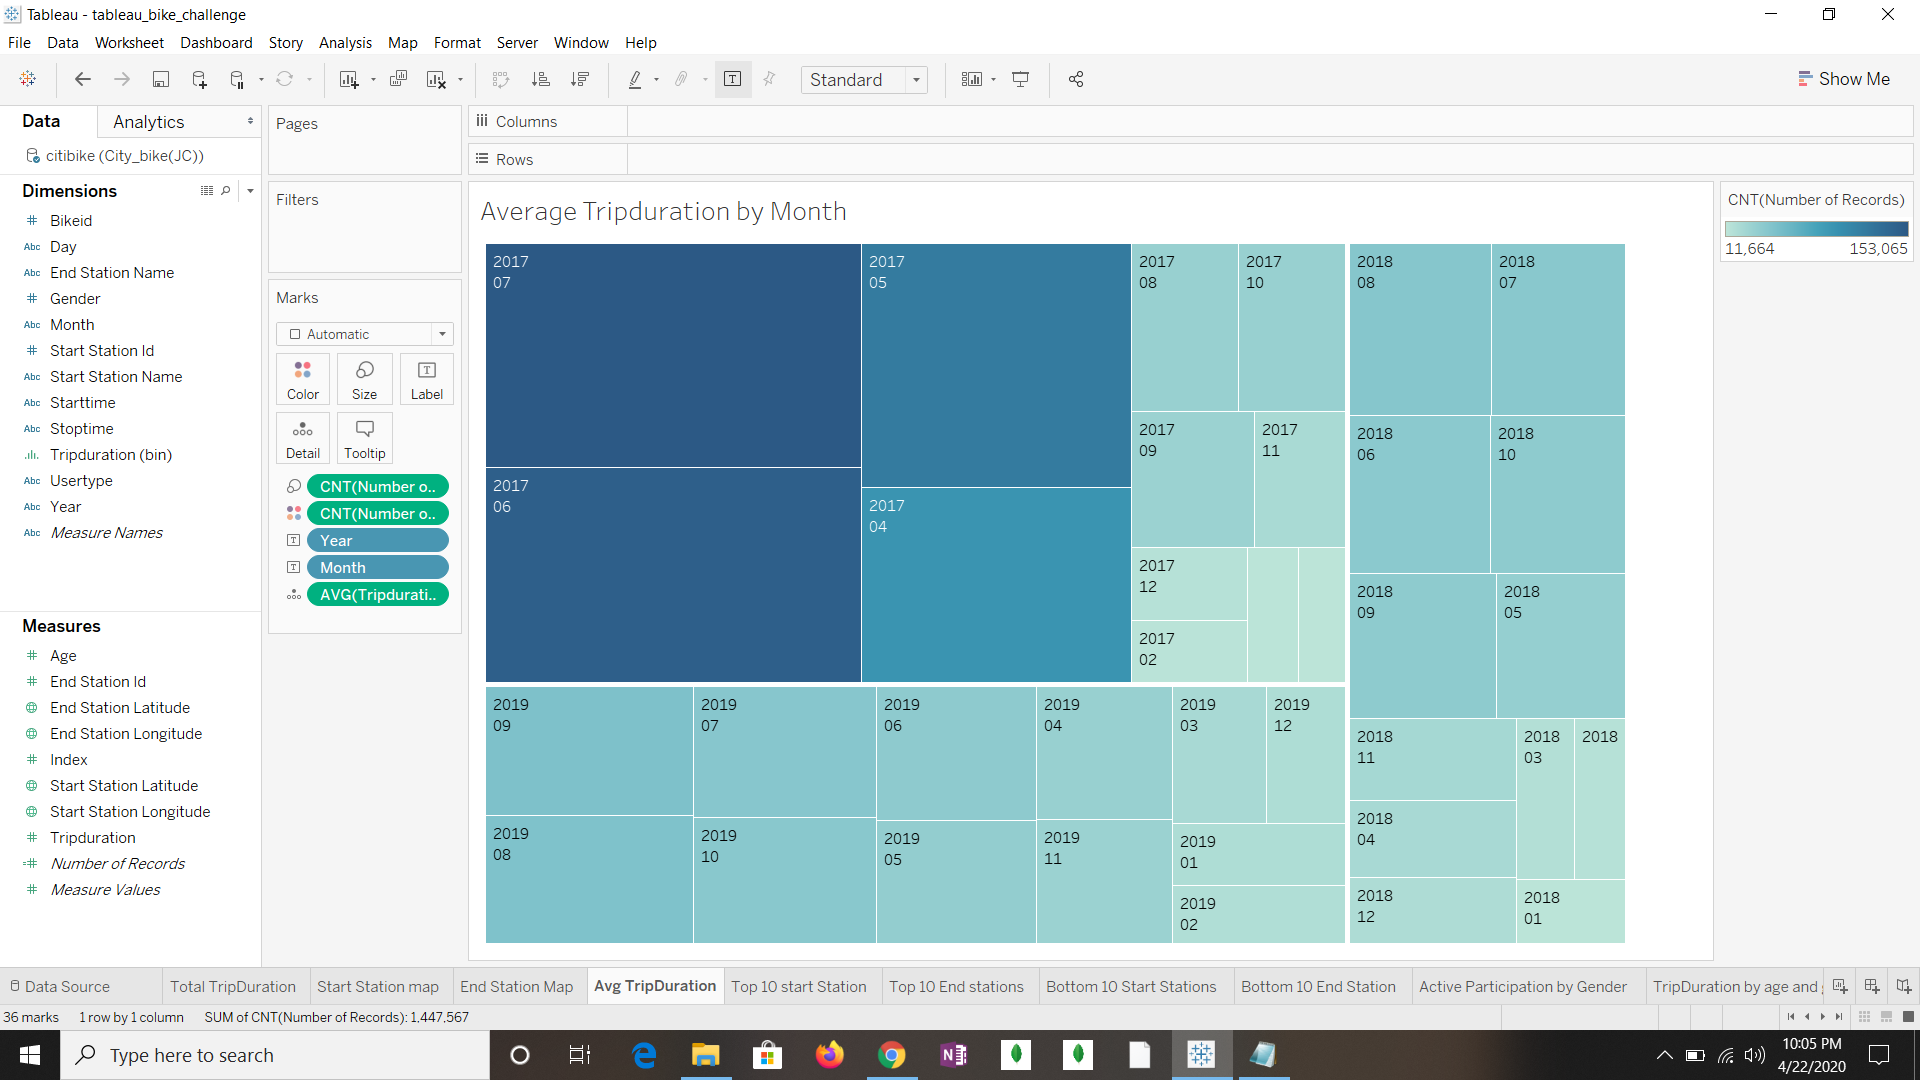 Tableau - tableau_bike_challenge
File Data Worksheet Dashboard Story Analysis Map Format Server Window Help
Standard
Show Me
Data Analytics
citibike (City_bike(JC))
Dimensions
# Bikeid
Abc Day
Abc End Station Name
# Gender
Abc Month
# Start Station Id
Abc Start Station Name
Abc Starttime
Abc Stoptime
Tripduration (bin)
Abc Usertype
Abc Year
Abc Measure Names
Measures
# Age
# End Station Id
End Station Latitude
End Station Longitude
# Index
Start Station Latitude
Start Station Longitude
# Tripduration
=# Number of Records
# Measure Values
Pages
Filters
Marks
Automatic
Color Size Label
Detail Tooltip
CNT(Number o..
CNT(Number o..
Year
Month
AVG(Tripdurati..
Columns
Rows
Average Tripduration by Month
2017
07
2017
06
2017
05
2017
04
2017
08
2017
10
2017
09
2017
11
2017
12
2017
02
2018
08
2018
07
2018
06
2018
10
2018
09
2018
05
2018
11
2018
04
2018
12
2018
03
2018
2018
01
2019
09
2019
08
2019
07
2019
10
2019
06
2019
05
2019
04
2019
11
2019
03
2019
12
2019
01
2019
02
CNT(Number of Records)
11,664 153,065
Data Source Total TripDuration Start Station map End Station Map Avg TripDuration Top 10 start Station Top 10 End stations Bottom 10 Start Stations Bottom 10 End Station Active Participation by Gender TripDuration by age and
36 marks 1 row by 1 column SUM of CNT(Number of Records): 1,447,567
Type here to search
10:05 PM
4/22/2020